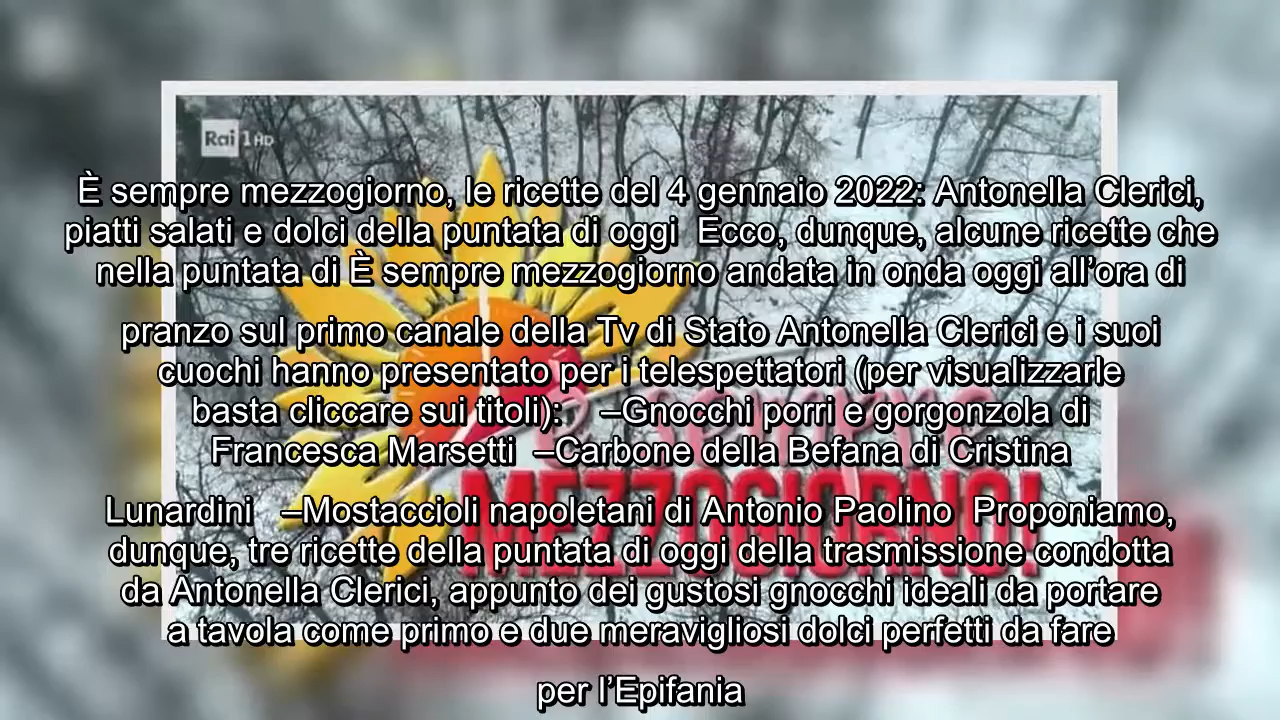 Rai 1 HD
È sempre mezzogiorno, le ricette del 4 gennaio 2022: Antonella Clerici,
piatti salati e dolci della puntata di oggi  Ecco, dunque, alcune ricette che
nella puntata di È sempre mezzogiorno andata in onda oggi all’ora di
pranzo sul primo canale della Tv di Stato Antonella Clerici e i suoi
cuochi hanno presentato per i telespettatori (per visualizzarle
basta cliccare sui titoli):    –Gnocchi porri e gorgonzola di
Francesca Marsetti  –Carbone della Befana di Cristina
Lunardini   –Mostaccioli napoletani di Antonio Paolino  Proponiamo,
MEZZOGIORNO!
dunque, tre ricette della puntata di oggi della trasmissione condotta
da Antonella Clerici, appunto dei gustosi gnocchi ideali da portare
a tavola come primo e due meravigliosi dolci perfetti da fare
per l’Epifania